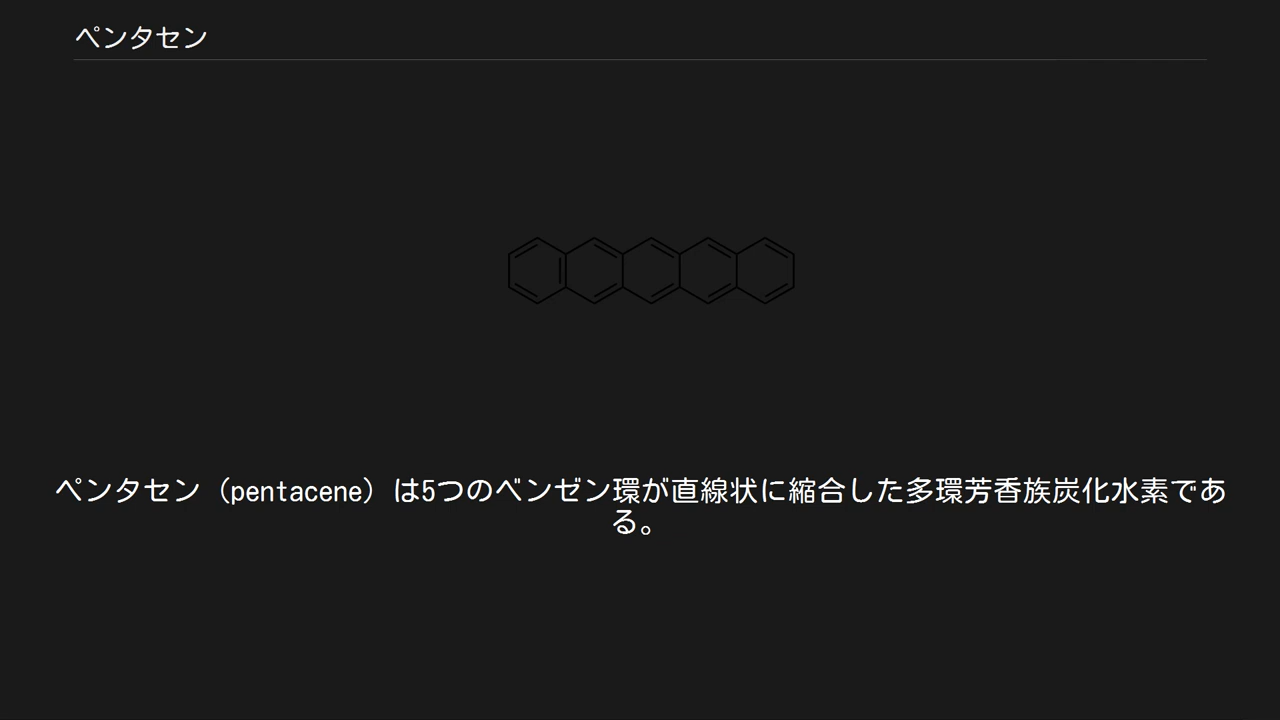 ペンタセン
ペンタセン（pentacene）は5つのベンゼン環が直線状に縮合した多環芳香族炭化水素であ
る。